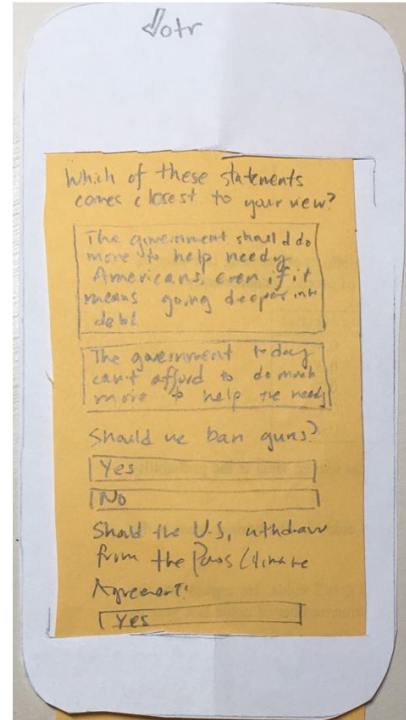 Votr
Which of these statements
comes closest to your view?
The government should do
more to help needy
Americans, even if it
means going deeper into
debt
The government today
can't afford to do much
more to help the needy
Should we ban guns?
Yes
No
Should the U.S. withdraw
from the Paris Climate
Agreement?
Yes